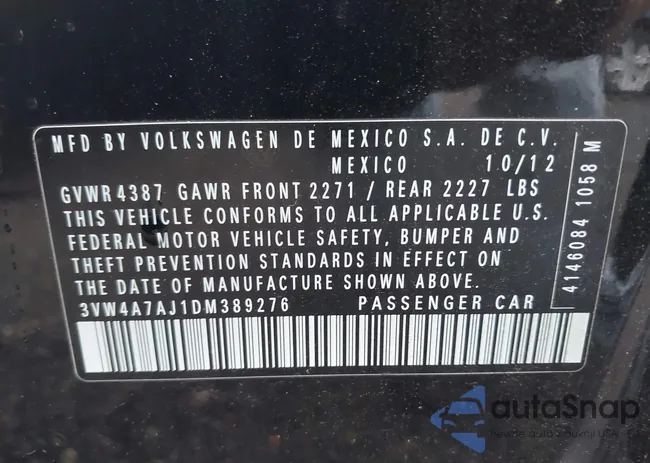 MFD BY VOLKSWAGEN DE MEXICO S.A. DE C.V.
MEXICO 10/12
GVWR 4387 GAWR FRONT 2271 / REAR 2227 LBS
THIS VEHICLE CONFORMS TO ALL APPLICABLE U.S.
FEDERAL MOTOR VEHICLE SAFETY, BUMPER AND
THEFT PREVENTION STANDARDS IN EFFECT ON
THE DATE OF MANUFACTURE SHOWN ABOVE.
3VW4A7AJ1DM389276 PASSENGER CAR
4146084 1058 M
autoSnap